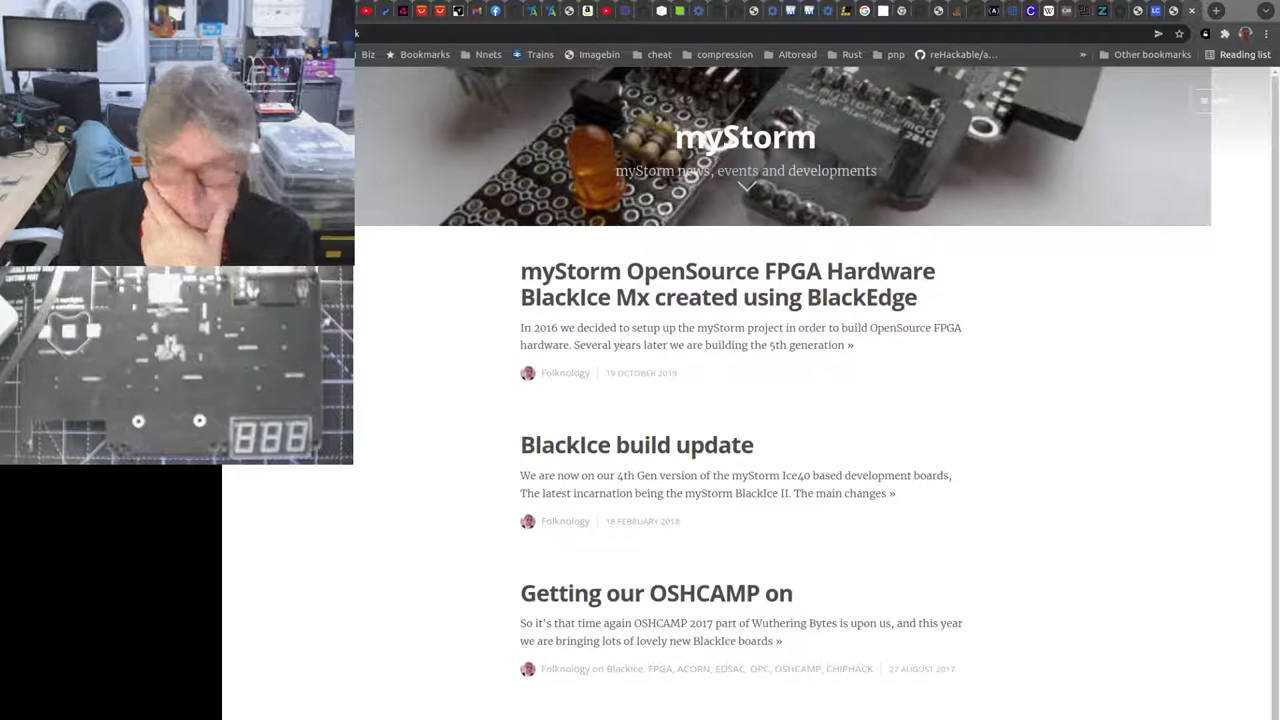 Biz
Bookmarks
Nnets
Trains
Imagebin
cheat
compression
AItoread
Rust
pnp
reHackable/a...
»
Other bookmarks
Reading list
myStorm
myStorm news, events and developments
myStorm OpenSource FPGA Hardware
BlackIce Mx created using BlackEdge
In 2016 we decided to setup up the myStorm project in order to build OpenSource FPGA
hardware. Several years later we are building the 5th generation »
Folknology
19 OCTOBER 2019
BlackIce build update
We are now on our 4th Gen version of the myStorm Ice40 based development boards,
The latest incarnation being the myStorm BlackIce II. The main changes »
Folknology
18 FEBRUARY 2018
Getting our OSHCAMP on
So it's that time again OSHCAMP 2017 part of Wuthering Bytes is upon us, and this year
we are bringing lots of lovely new BlackIce boards »
Folknology on BlackIce, FPGA, ACORN, EDSAC, OPC, OSHCAMP, CHIPHACK
27 AUGUST 2017